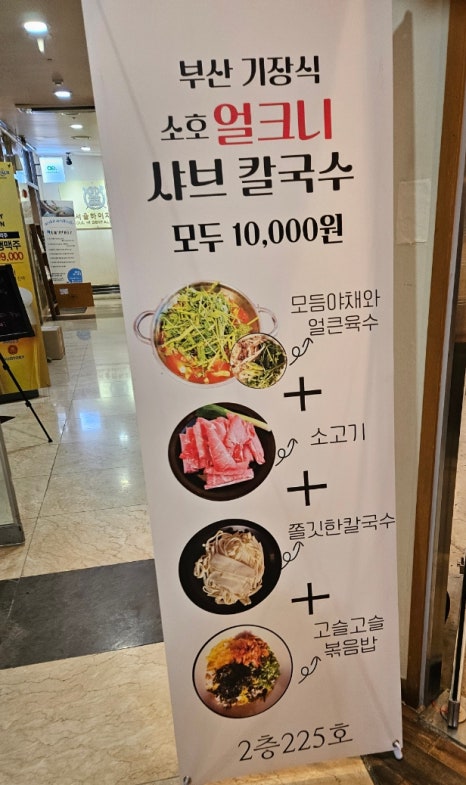 부산 기장식
소호얼크니
샤브 칼국수
모두 10,000원
모듬야채와
얼큰육수
소고기
쫄깃한칼국수
고슬고슬
볶음밥
2층225호
맥주